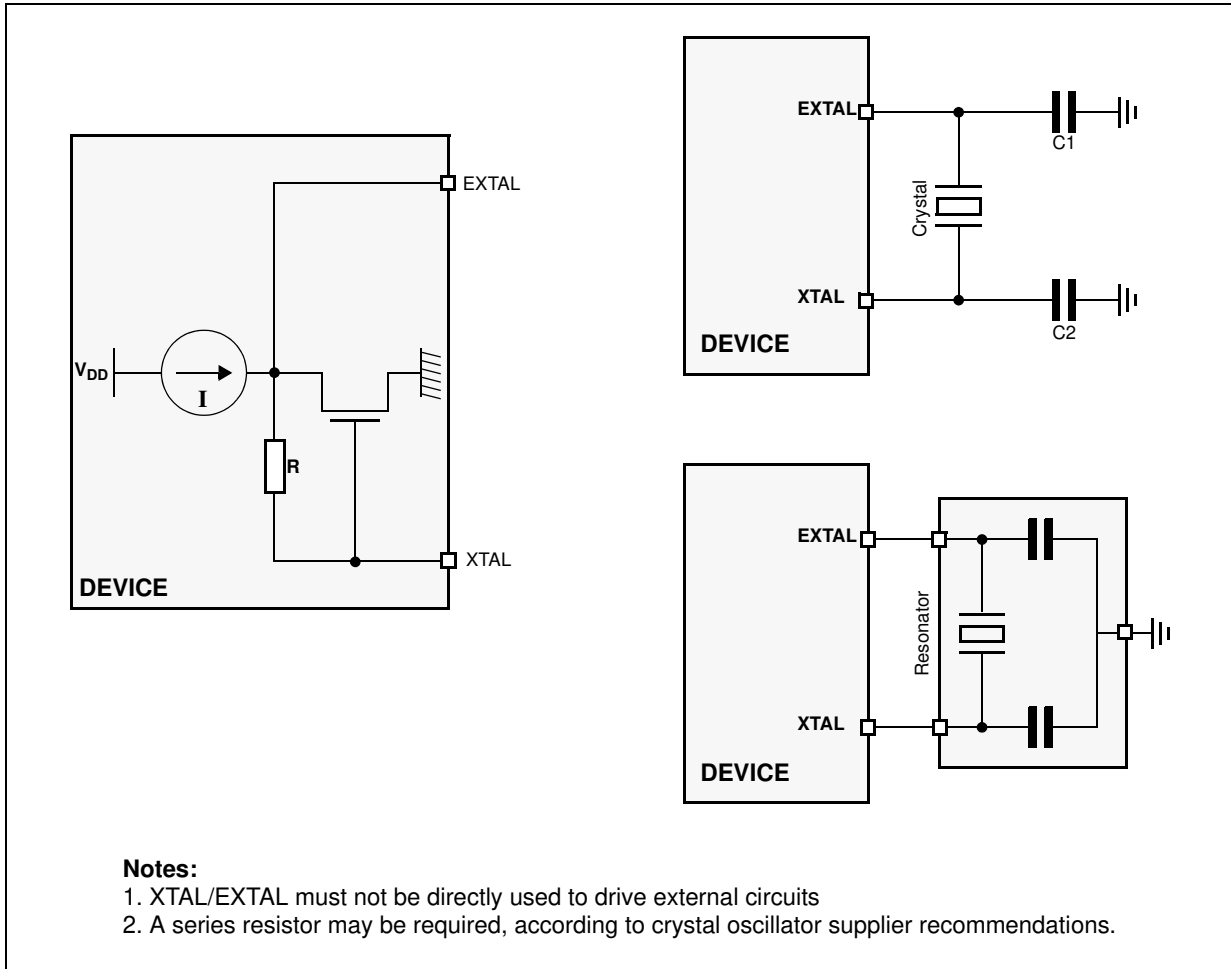 EXTAL
VDD
I
R
XTAL
DEVICE
EXTAL
C1
Crystal
XTAL
C2
DEVICE
EXTAL
Resonator
XTAL
DEVICE
Notes:
1. XTAL/EXTAL must not be directly used to drive external circuits
2. A series resistor may be required, according to crystal oscillator supplier recommendations.